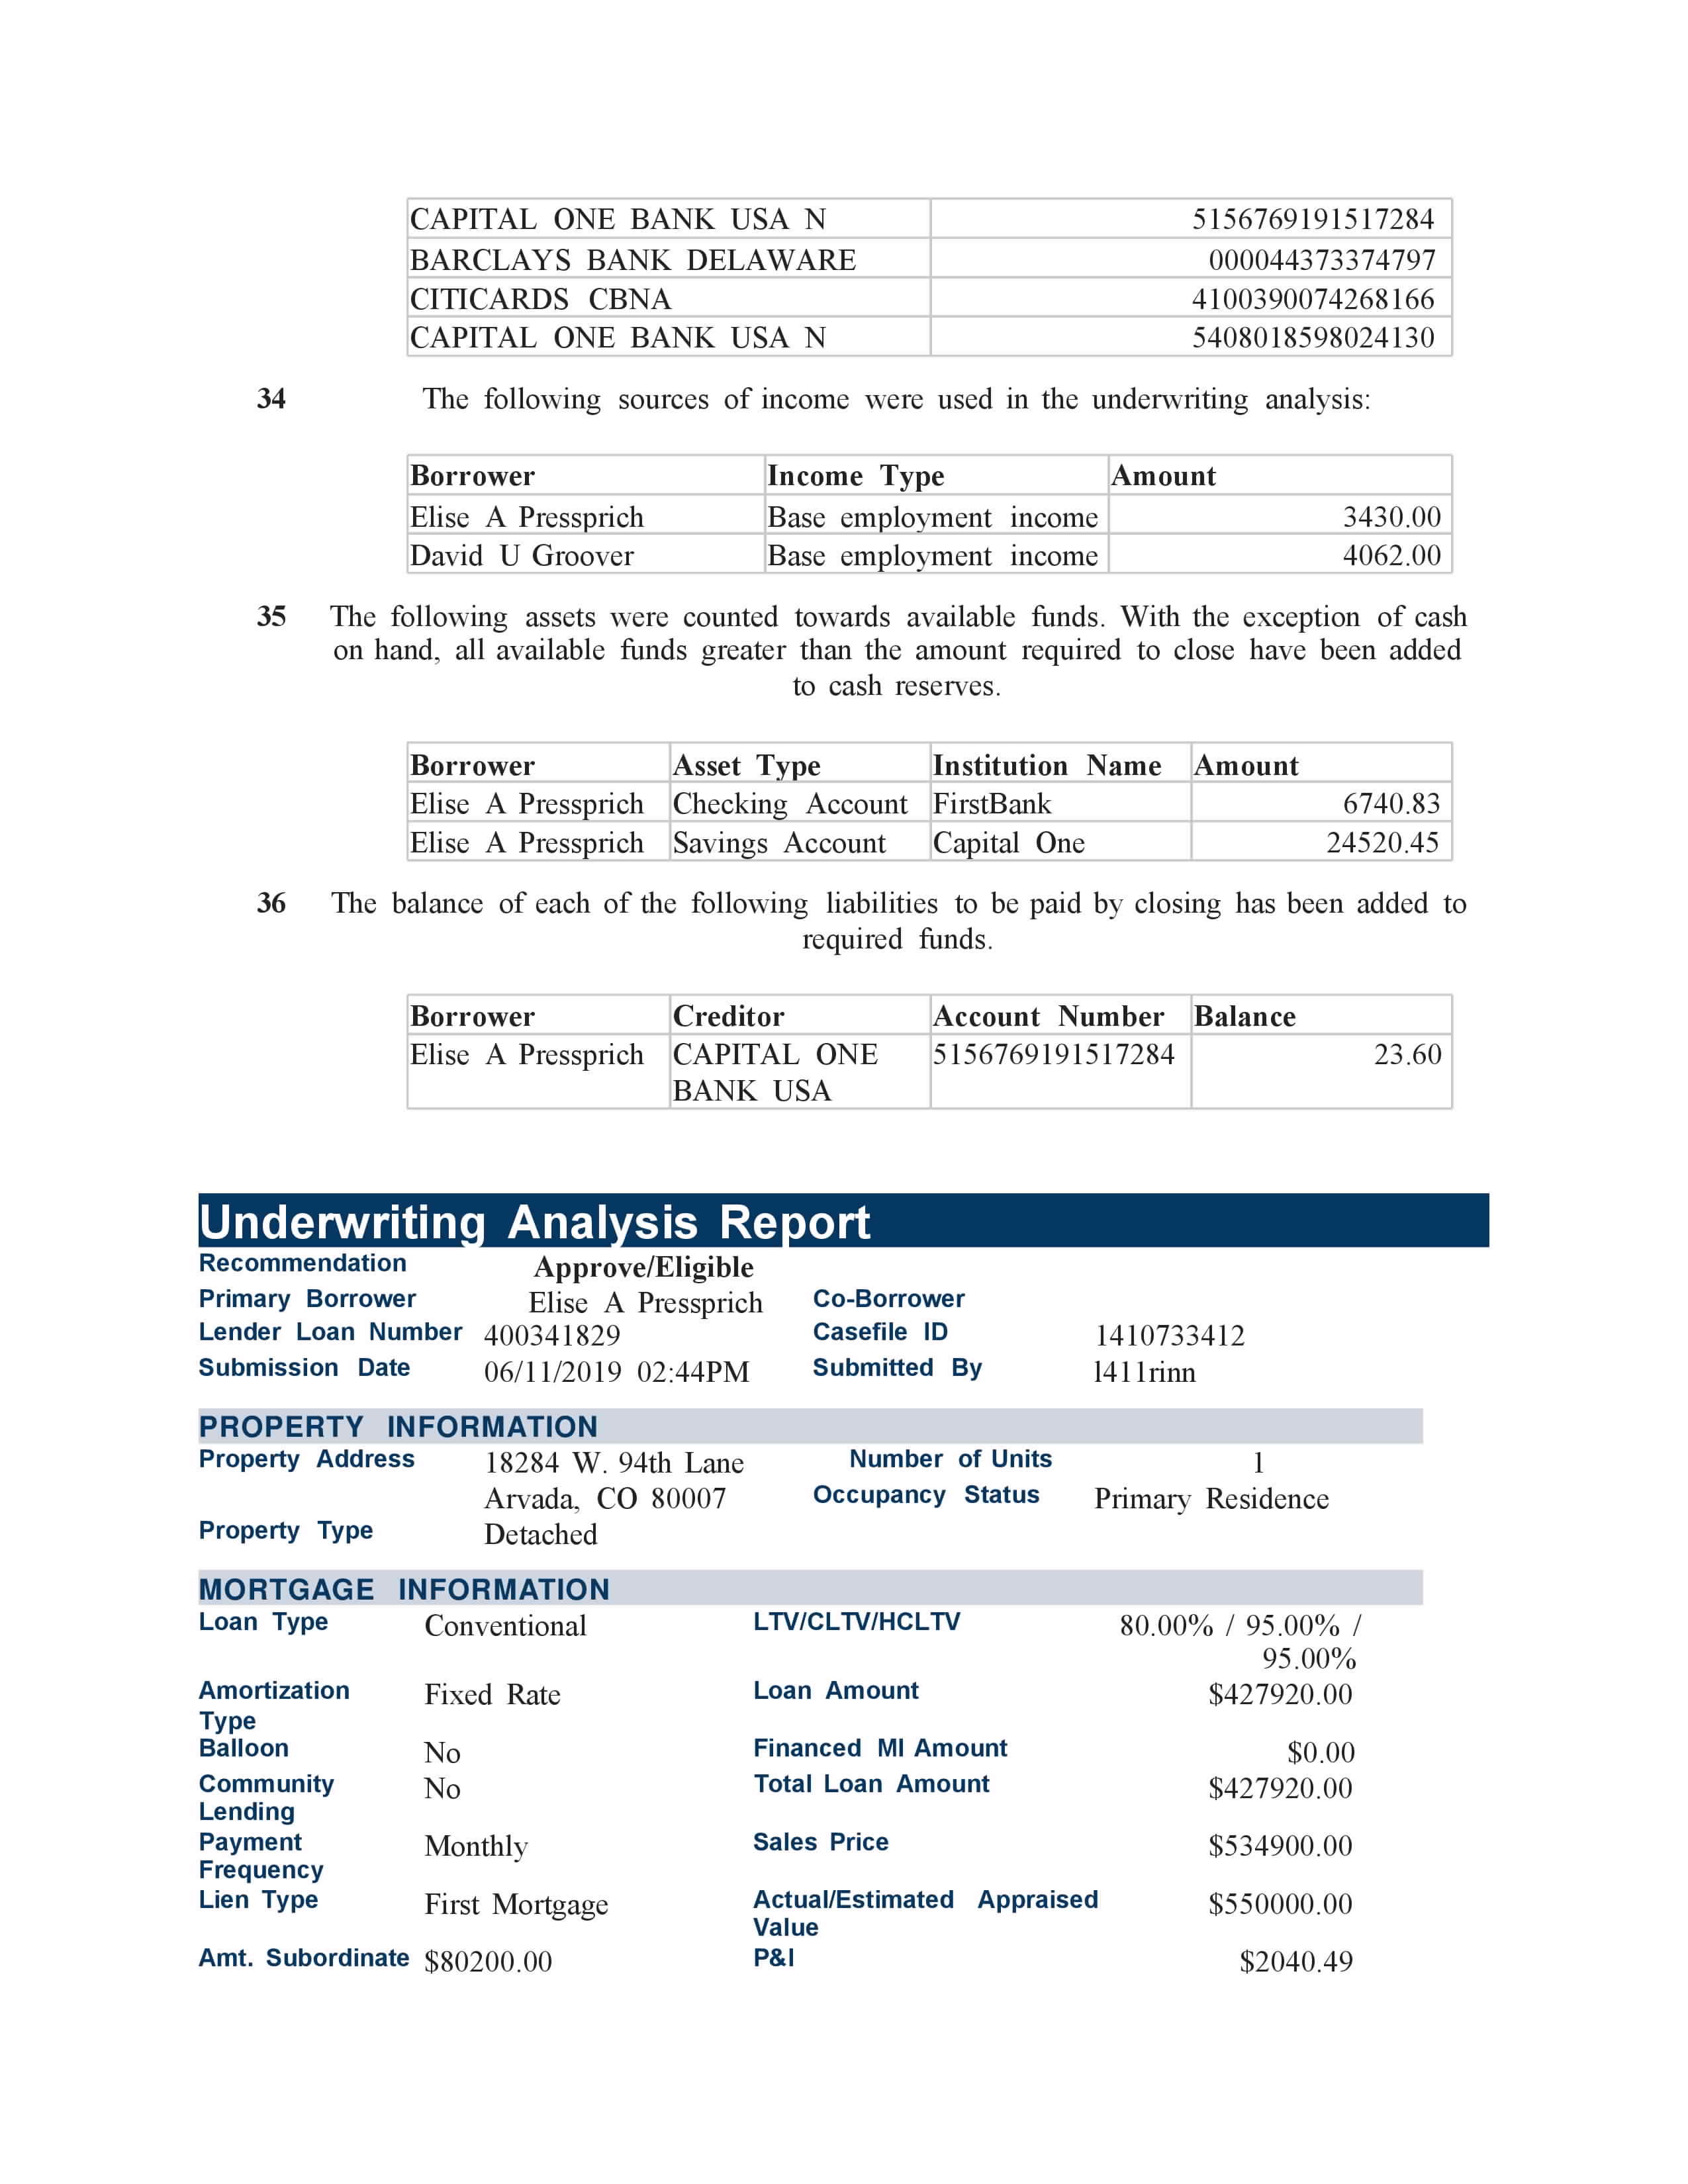 CAPITAL ONE BANK USA N 5156769191517284
BARCLAYS BANK DELAWARE 000044373374797
CITICARDS CBNA 4100390074268166
CAPITAL ONE BANK USA N 5408018598024130
34 The following sources of income were used in the underwriting analysis:
Borrower Income Type Amount
Elise A Pressprich Base employment income 3430.00
David U Groover Base employment income 4062.00
35 The following assets were counted towards available funds. With the exception of cash
on hand, all available funds greater than the amount required to close have been added
to cash reserves.
Borrower Asset Type Institution Name Amount
Elise A Pressprich Checking Account FirstBank 6740.83
Elise A Pressprich Savings Account Capital One 24520.45
36 The balance of each of the following liabilities to be paid by closing has been added to
required funds.
Borrower Creditor Account Number Balance
Elise A Pressprich CAPITAL ONE 5156769191517284 23.60
BANK USA
Underwriting Analysis Report
Recommendation Approve/Eligible
Primary Borrower Elise A Pressprich Co-Borrower
Lender Loan Number 400341829 Casefile ID 1410733412
Submission Date 06/11/2019 02:44PM Submitted By l411rinn
PROPERTY INFORMATION
Property Address 18284 W. 94th Lane Number of Units 1
Arvada, CO 80007 Occupancy Status Primary Residence
Property Type Detached
MORTGAGE INFORMATION
Loan Type Conventional LTV/CLTV/HCLTV 80.00% / 95.00% /
95.00%
Amortization Fixed Rate Loan Amount $427920.00
Type
Balloon No Financed MI Amount $0.00
Community No Total Loan Amount $427920.00
Lending
Payment Monthly Sales Price $534900.00
Frequency
Lien Type First Mortgage Actual/Estimated Appraised $550000.00
Value
Amt. Subordinate $80200.00 P&I $2040.49